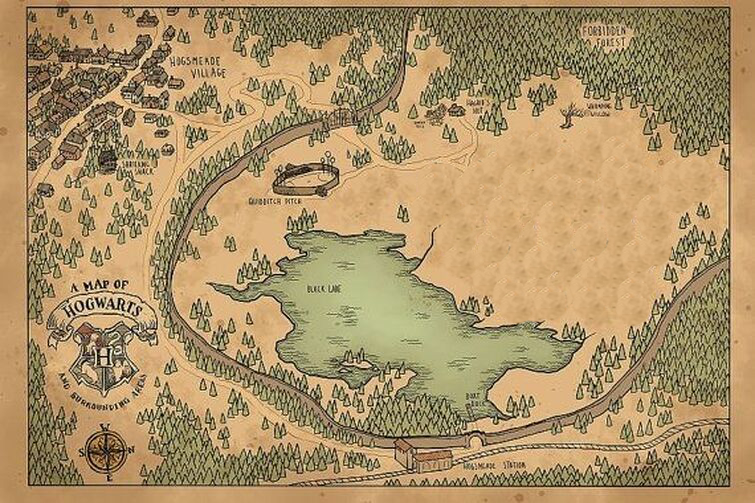 FORBIDDEN
FOREST
HOGSMEADE
VILLAGE
HAGRID'S
HUT
WHOMPING
WILLOW
SHRIEKING
SHACK
QUIDDITCH PITCH
BLACK LAKE
A MAP OF
HOGWARTS
H
AND SURROUNDING AREA
BOAT
HOGSMEADE STATION
W
S N
E